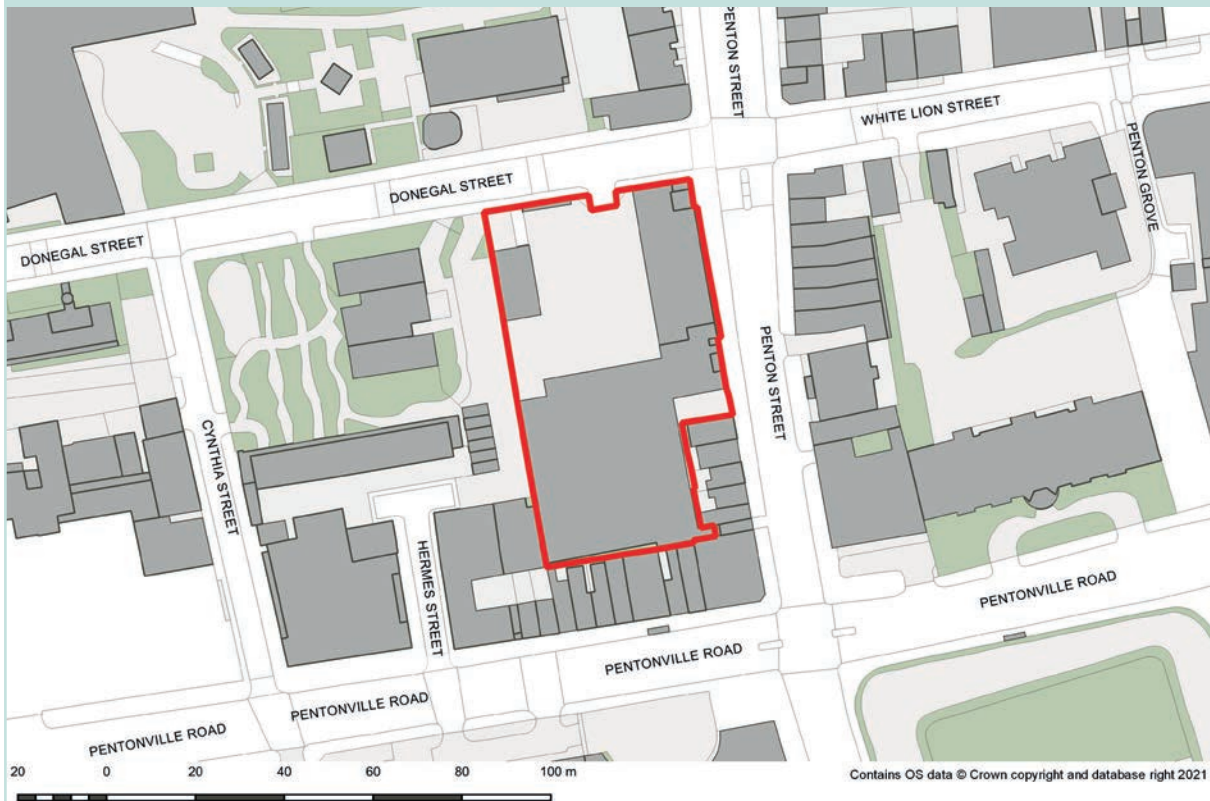 PENTON STREET
WHITE LION STREET
PENTON GROVE
DONEGAL STREET
DONEGAL STREET
PENTON STREET
CYNTHIA STREET
HERMES STREET
PENTONVILLE ROAD
PENTONVILLE ROAD
PENTONVILLE ROAD
PENTONVILLE ROAD
20 0 20 40 60 80 100 m
Contains OS data © Crown copyright and database right 2021